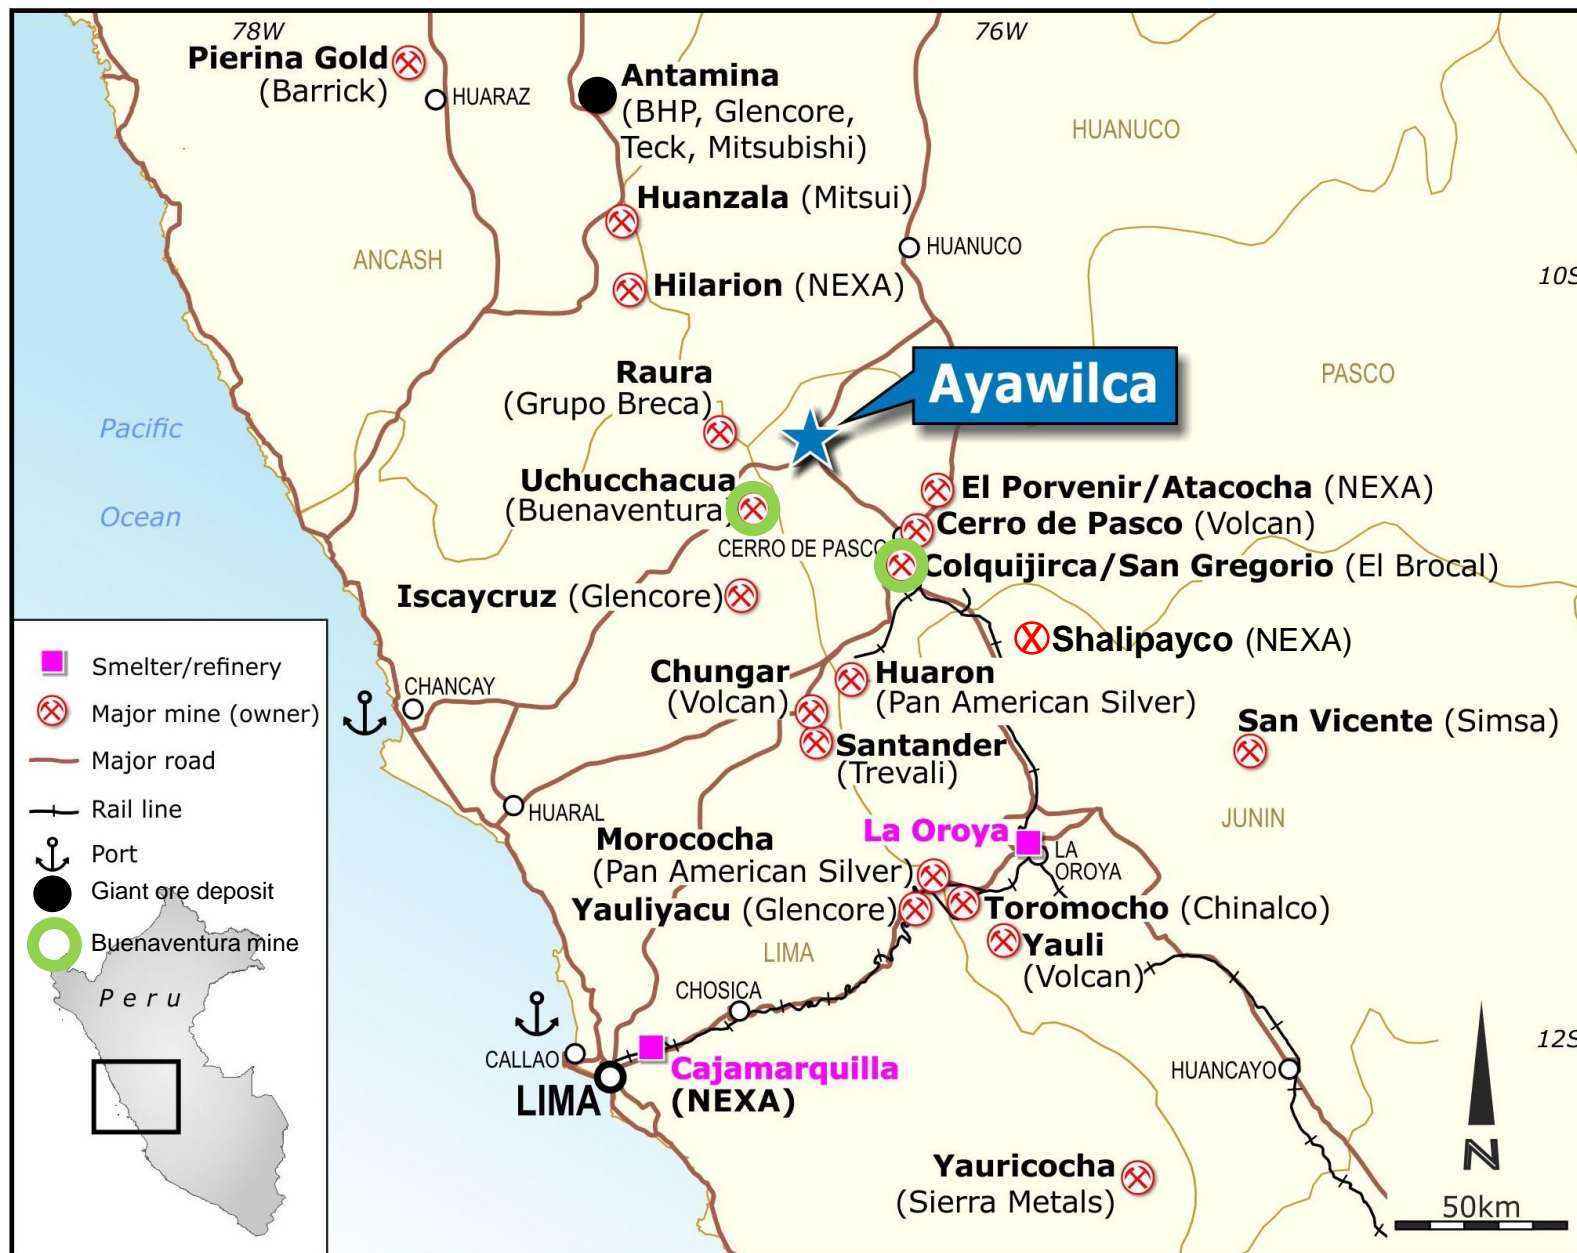 78W
76W
Pierina Gold
(Barrick)
HUARAZ
Antamina
(BHP, Glencore,
Teck, Mitsubishi)
HUANUCO
Huanzala (Mitsui)
ANCASH
HUANUCO
10S
Hilarion (NEXA)
Raura
(Grupo Breca)
Ayawilca
PASCO
Pacific
Ocean
Uchucchacua
(Buenaventura)
El Porvenir/Atacocha (NEXA)
Cerro de Pasco (Volcan)
CERRO DE PASCO
Colquijirca/San Gregorio (El Brocal)
Iscaycruz (Glencore)
Shalipayco (NEXA)
Chungar
(Volcan)
Huaron
(Pan American Silver)
CHANCAY
San Vicente (Simsa)
Santander
(Trevali)
HUARAL
JUNIN
La Oroya
LA
OROYA
Morococha
(Pan American Silver)
Yauliyacu (Glencore)
Toromocho (Chinalco)
Yauli
(Volcan)
LIMA
CHOSICA
CALLAO
LIMA
Cajamarquilla
(NEXA)
HUANCAYO
12S
Yauricocha
(Sierra Metals)
N
50km
Smelter/refinery
Major mine (owner)
Major road
Rail line
Port
Giant ore deposit
Buenaventura mine
Peru